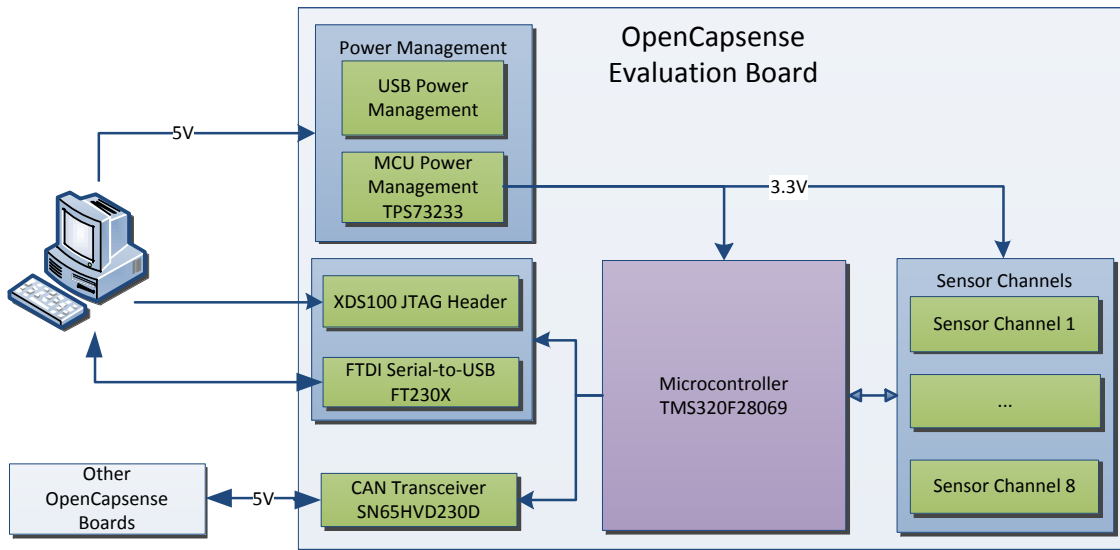 OpenCapsense
Evaluation Board
Power Management
USB Power
Management
MCU Power
Management
TPS73233
5V
3.3V
XDS100 JTAG Header
FTDI Serial-to-USB
FT230X
Microcontroller
TMS320F28069
Sensor Channels
Sensor Channel 1
...
Sensor Channel 8
Other
OpenCapsense
Boards
5V
CAN Transceiver
SN65HVD230D